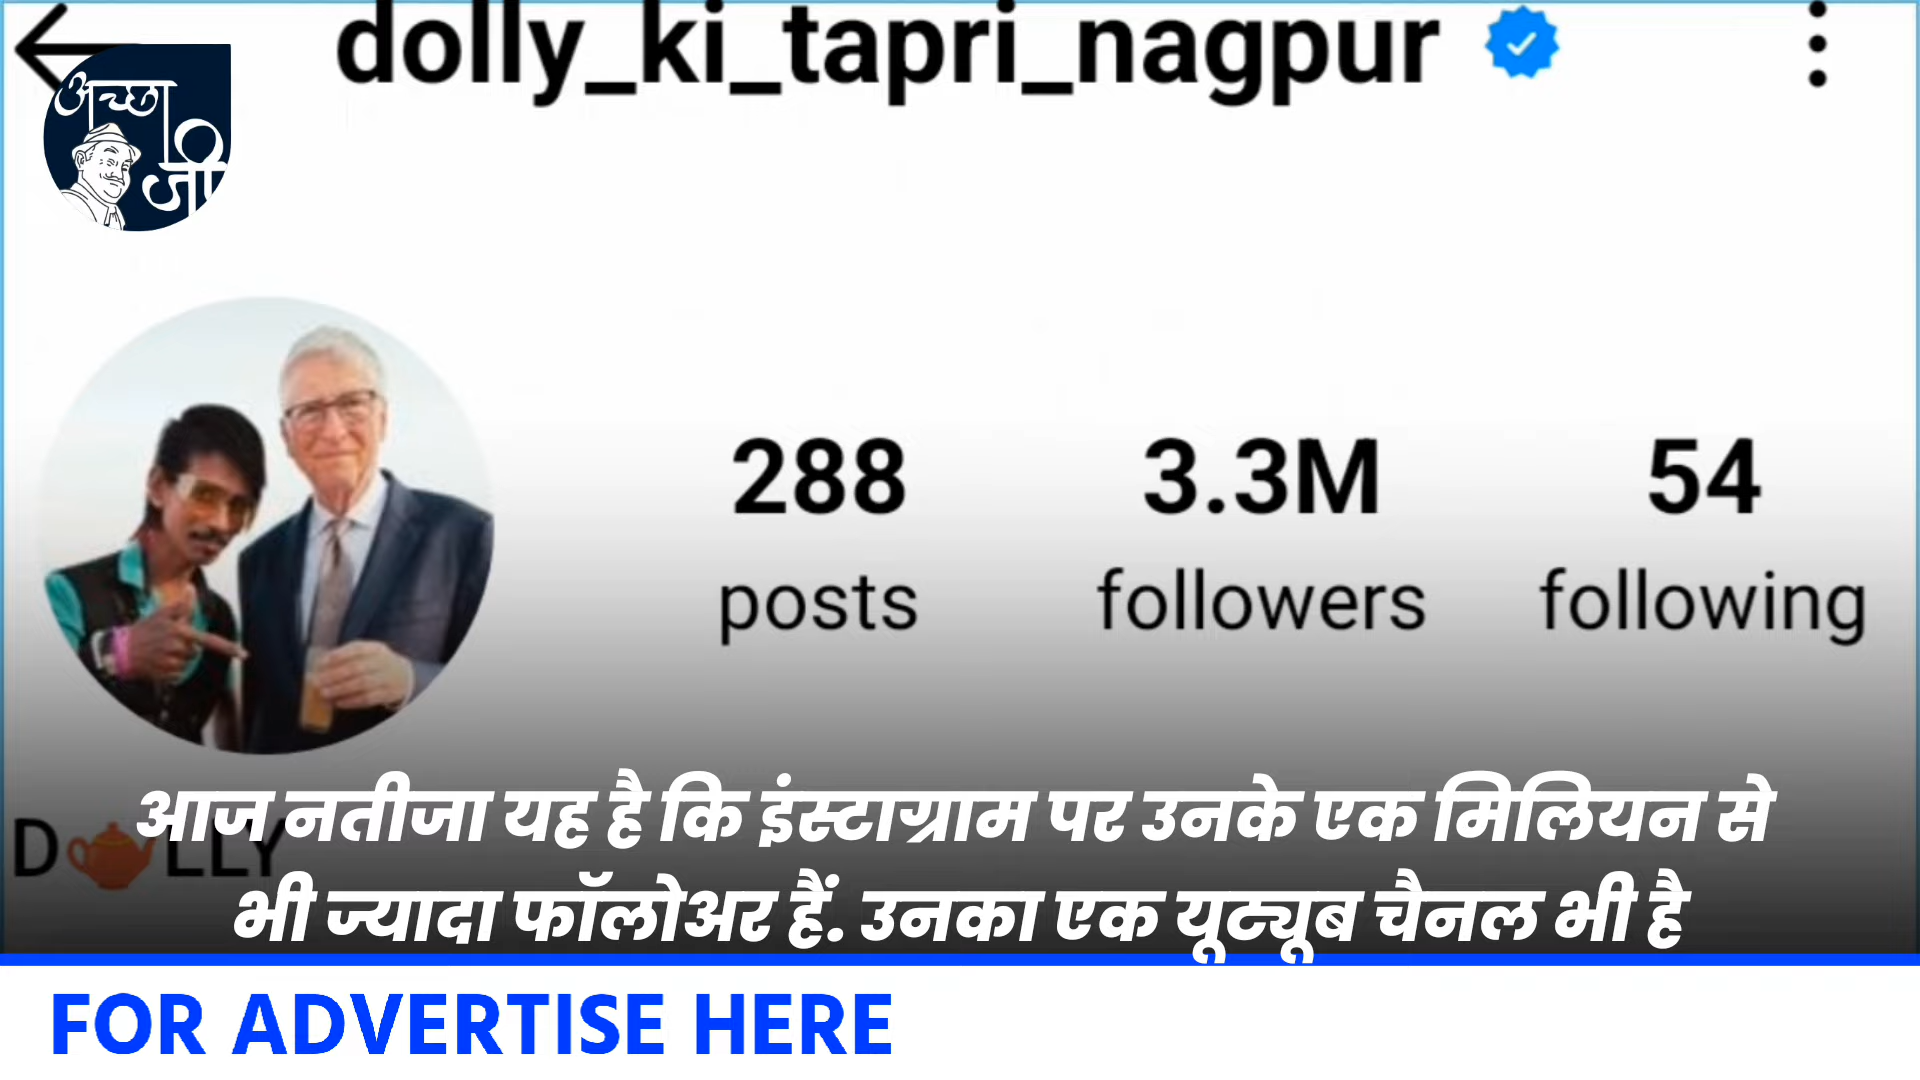 dolly_ki_tapri_nagpur
अच्छा
जी
288 3.3M 54
posts followers following
D LLY
आज नतीजा यह है कि इंस्टाग्राम पर उनके एक मिलियन से
भी ज्यादा फॉलोअर हैं. उनका एक यूट्यूब चैनल भी है
FOR ADVERTISE HERE